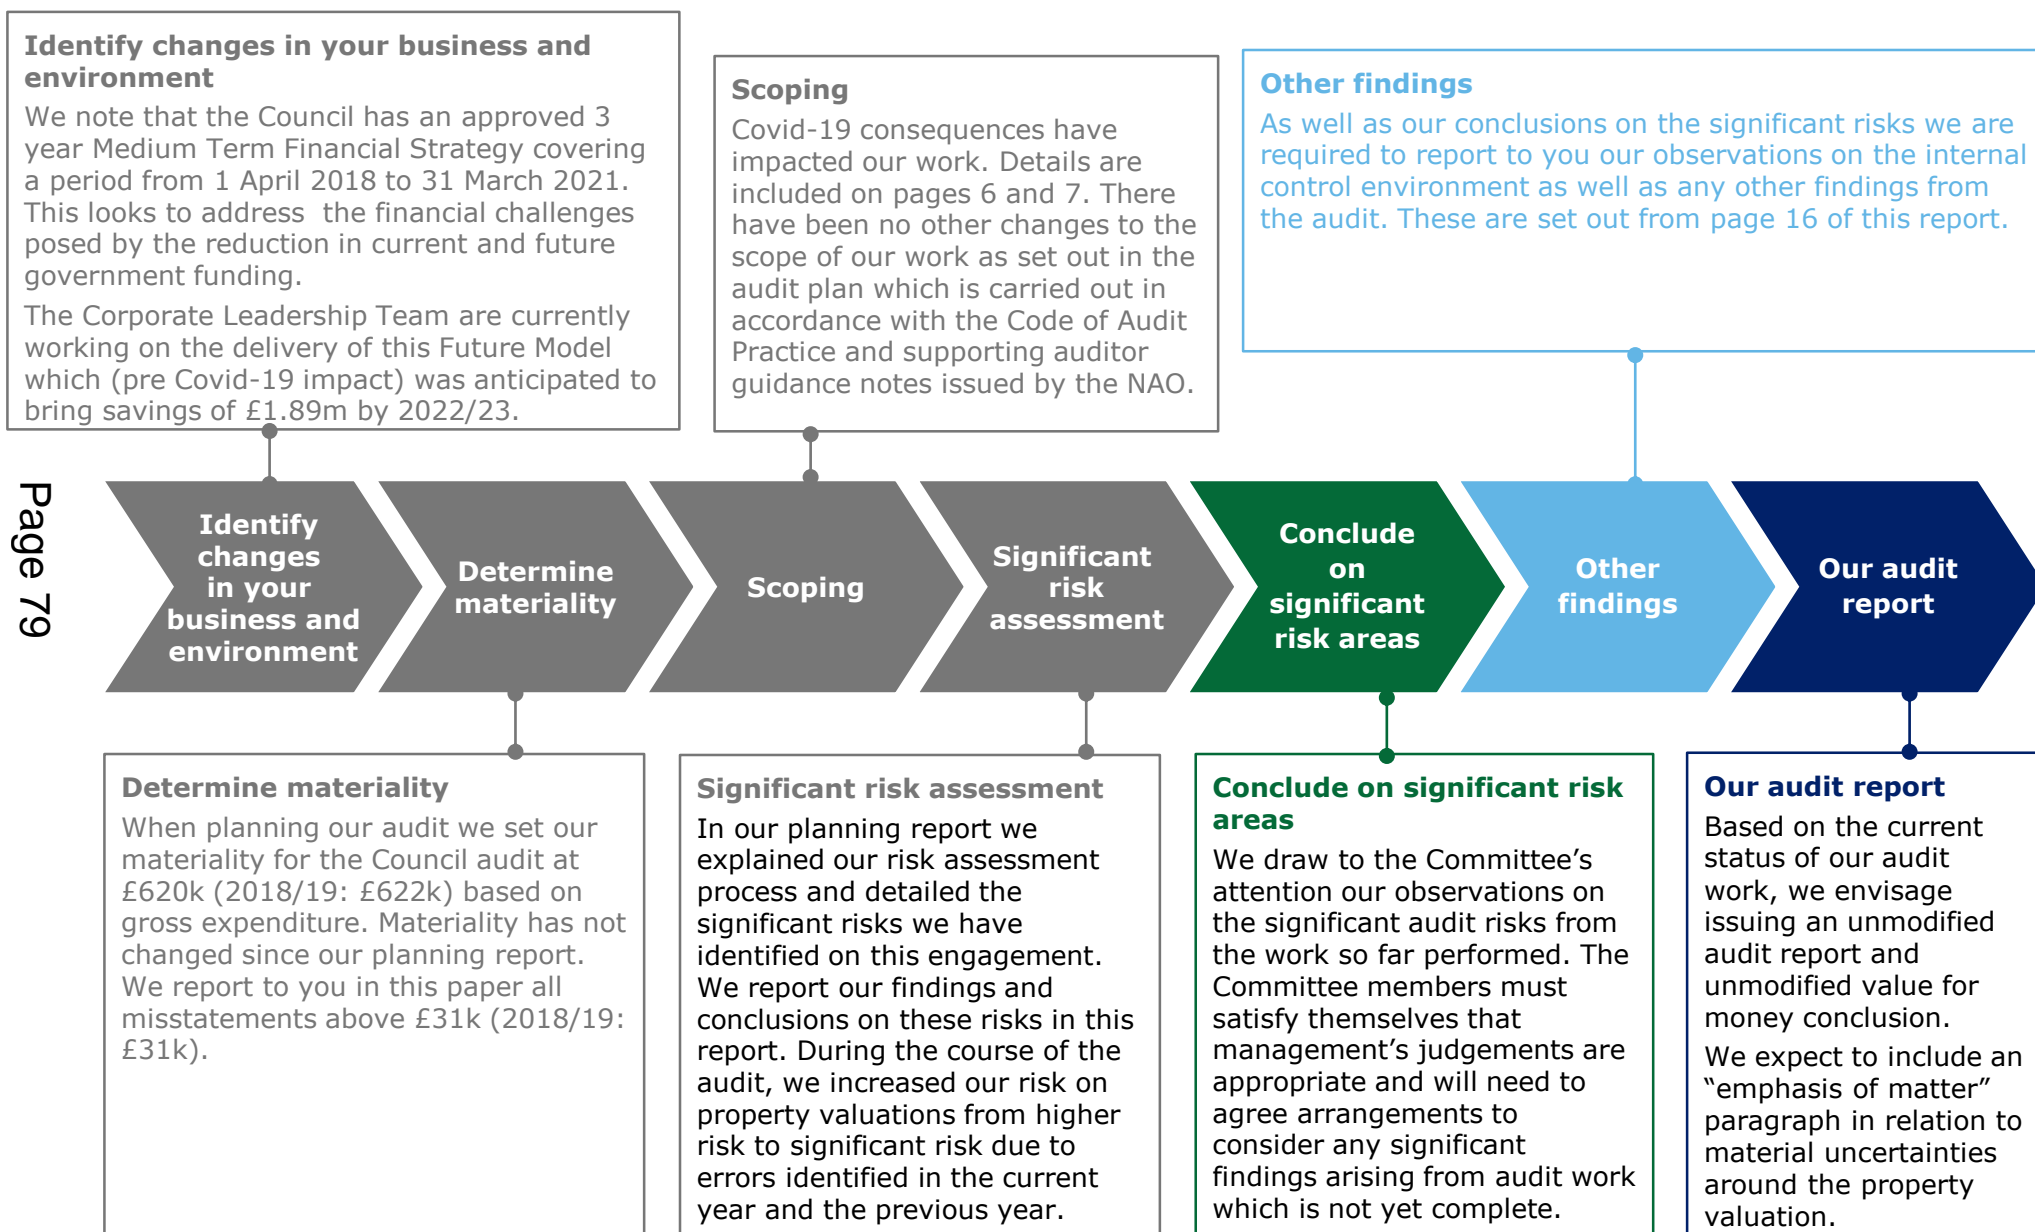 Identify changes in your business and
environment
We note that the Council has an approved 3
year Medium Term Financial Strategy covering
a period from 1 April 2018 to 31 March 2021.
This looks to address  the financial challenges
posed by the reduction in current and future
government funding.
The Corporate Leadership Team are currently
working on the delivery of this Future Model
which (pre Covid-19 impact) was anticipated to
bring savings of £1.89m by 2022/23.
Scoping
Covid-19 consequences have
impacted our work. Details are
included on pages 6 and 7. There
have been no other changes to the
scope of our work as set out in the
audit plan which is carried out in
accordance with the Code of Audit
Practice and supporting auditor
guidance notes issued by the NAO.
Other findings
As well as our conclusions on the significant risks we are
required to report to you our observations on the internal
control environment as well as any other findings from
the audit. These are set out from page 16 of this report.
Page 79
Identify
changes
in your
business and
environment
Determine
materiality
Scoping
Significant
risk
assessment
Conclude
on
significant
risk areas
Other
findings
Our audit
report
Determine materiality
When planning our audit we set our
materiality for the Council audit at
£620k (2018/19: £622k) based on
gross expenditure. Materiality has not
changed since our planning report.
We report to you in this paper all
misstatements above £31k (2018/19:
£31k).
Significant risk assessment
In our planning report we
explained our risk assessment
process and detailed the
significant risks we have
identified on this engagement.
We report our findings and
conclusions on these risks in this
report. During the course of the
audit, we increased our risk on
property valuations from higher
risk to significant risk due to
errors identified in the current
year and the previous year.
Conclude on significant risk
areas
We draw to the Committee’s
attention our observations on
the significant audit risks from
the work so far performed. The
Committee members must
satisfy themselves that
management’s judgements are
appropriate and will need to
agree arrangements to
consider any significant
findings arising from audit work
which is not yet complete.
Our audit report
Based on the current
status of our audit
work, we envisage
issuing an unmodified
audit report and
unmodified value for
money conclusion.
We expect to include an
“emphasis of matter”
paragraph in relation to
material uncertainties
around the property
valuation.